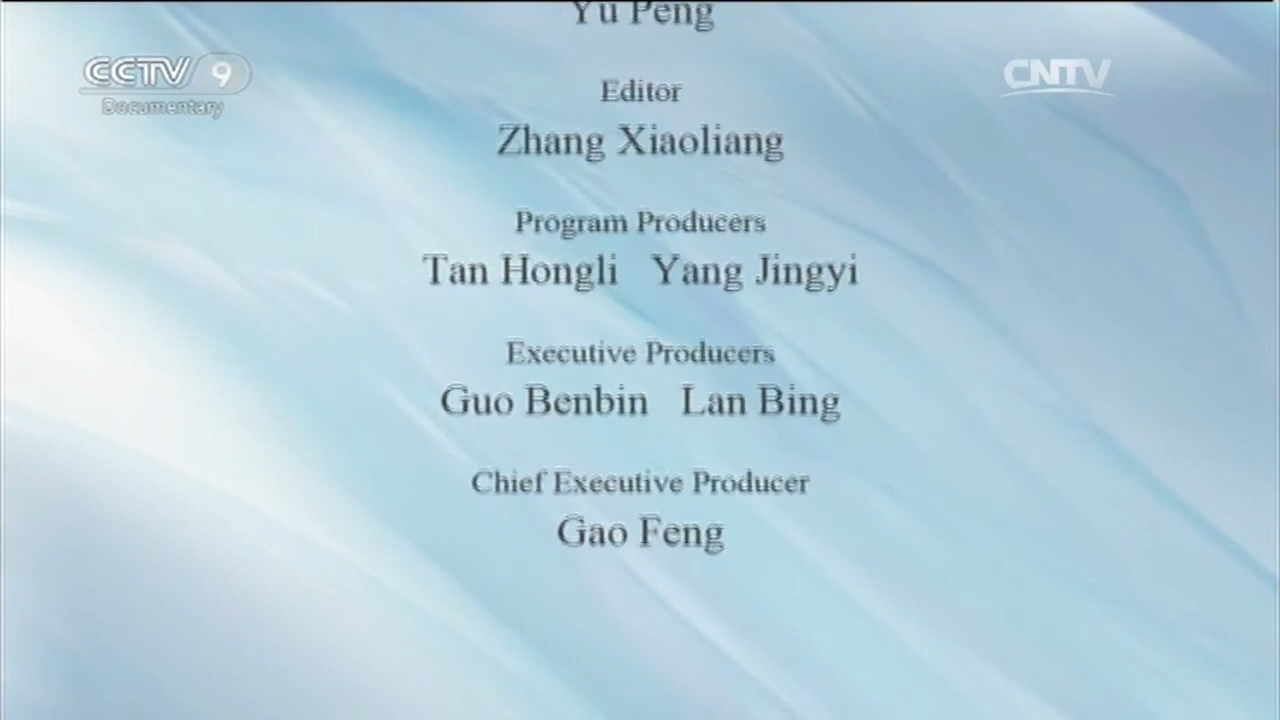 Yu Peng
CCTV 9
Documentary
CNTV
Editor
Zhang Xiaoliang
Program Producers
Tan Hongli Yang Jingyi
Executive Producers
Guo Benbin Lan Bing
Chief Executive Producer
Gao Feng